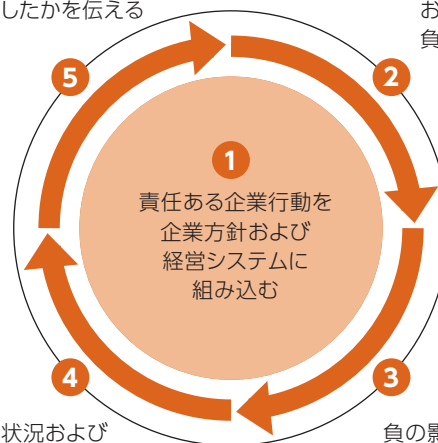 したかを伝える
お
負
5
2
1
責任ある企業行動を
企業方針および
経営システムに
組み込む
4
3
状況および
負の影